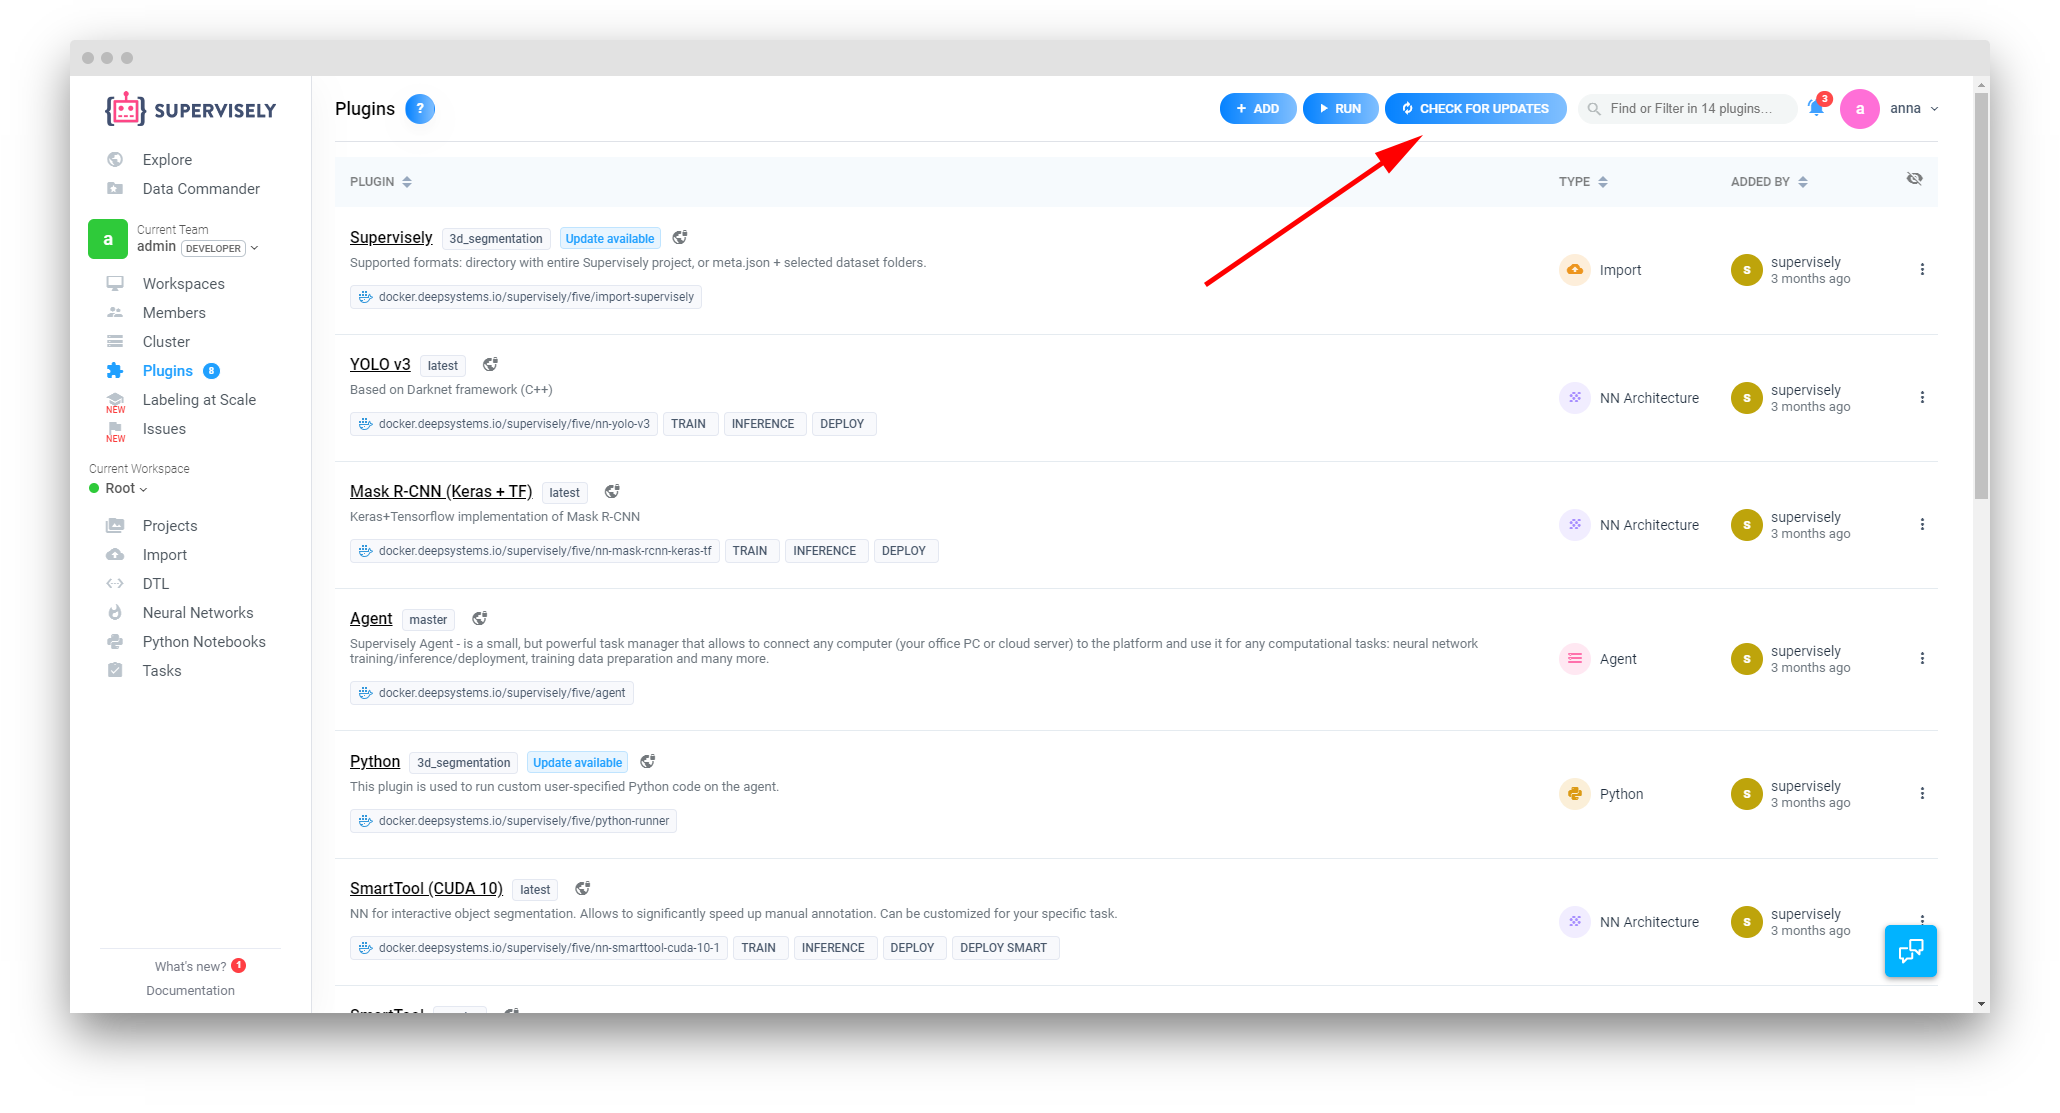 SUPERVISELY
Explore
Data Commander
a
Current Team
admin DEVELOPER
Workspaces
Members
Cluster
Plugins 8
Labeling at Scale
NEW
Issues
NEW
Current Workspace
Root
Projects
Import
DTL
Neural Networks
Python Notebooks
Tasks
What's new? 1
Documentation
Plugins ?
+ ADD
RUN
CHECK FOR UPDATES
Find or Filter in 14 plugins...
3
a
anna
PLUGIN
TYPE
ADDED BY
Supervisely 3d_segmentation Update available
Supported formats: directory with entire Supervisely project, or meta.json + selected dataset folders.
docker.deepsystems.io/supervisely/five/import-supervisely
Import
s
supervisely
3 months ago
YOLO v3 latest
Based on Darknet framework (C++)
docker.deepsystems.io/supervisely/five/nn-yolo-v3 TRAIN INFERENCE DEPLOY
NN Architecture
s
supervisely
3 months ago
Mask R-CNN (Keras + TF) latest
Keras+Tensorflow implementation of Mask R-CNN
docker.deepsystems.io/supervisely/five/nn-mask-rcnn-keras-tf TRAIN INFERENCE DEPLOY
NN Architecture
s
supervisely
3 months ago
Agent master
Supervisely Agent - is a small, but powerful task manager that allows to connect any computer (your office PC or cloud server) to the platform and use it for any computational tasks: neural network
training/inference/deployment, training data preparation and many more.
docker.deepsystems.io/supervisely/five/agent
Agent
s
supervisely
3 months ago
Python 3d_segmentation Update available
This plugin is used to run custom user-specified Python code on the agent.
docker.deepsystems.io/supervisely/five/python-runner
Python
s
supervisely
3 months ago
SmartTool (CUDA 10) latest
NN for interactive object segmentation. Allows to significantly speed up manual annotation. Can be customized for your specific task.
docker.deepsystems.io/supervisely/five/nn-smarttool-cuda-10-1 TRAIN INFERENCE DEPLOY DEPLOY SMART
NN Architecture
s
supervisely
3 months ago
SmartTool